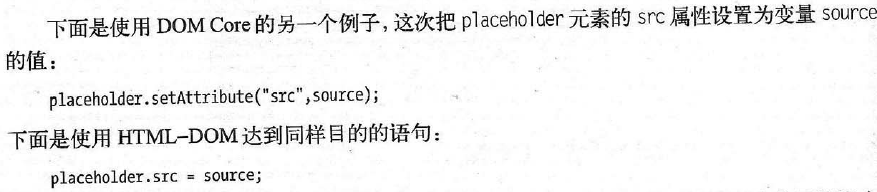 下面是使用 DOM Core 的另一个例子，这次把 placeholder 元素的 src 属性设置为变量 source
的值：
placeholder.setAttribute("src",source);
下面是使用 HTML-DOM 达到同样目的的语句：
placeholder.src = source;